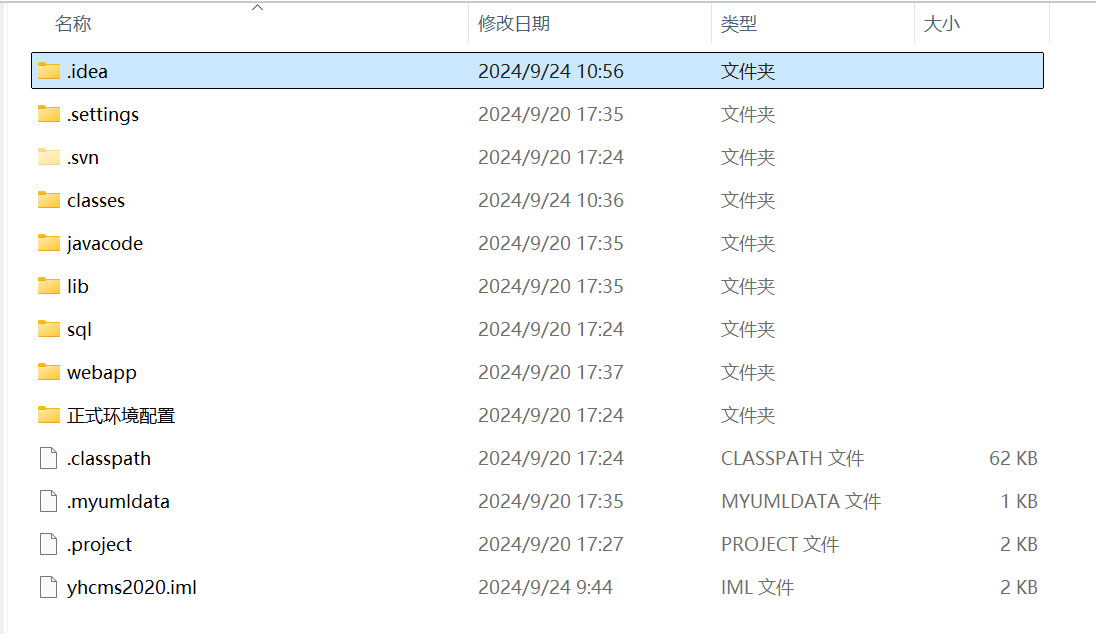 名称 修改日期 类型 大小
.idea 2024/9/24 10:56 文件夹
.settings 2024/9/20 17:35 文件夹
.svn 2024/9/20 17:24 文件夹
classes 2024/9/24 10:36 文件夹
javacode 2024/9/20 17:35 文件夹
lib 2024/9/20 17:35 文件夹
sql 2024/9/20 17:24 文件夹
webapp 2024/9/20 17:37 文件夹
正式环境配置 2024/9/20 17:24 文件夹
.classpath 2024/9/20 17:24 CLASSPATH 文件 62 KB
.myumldata 2024/9/20 17:35 MYUMLDATA 文件 1 KB
.project 2024/9/20 17:27 PROJECT 文件 2 KB
yhcms2020.iml 2024/9/24 9:44 IML 文件 2 KB